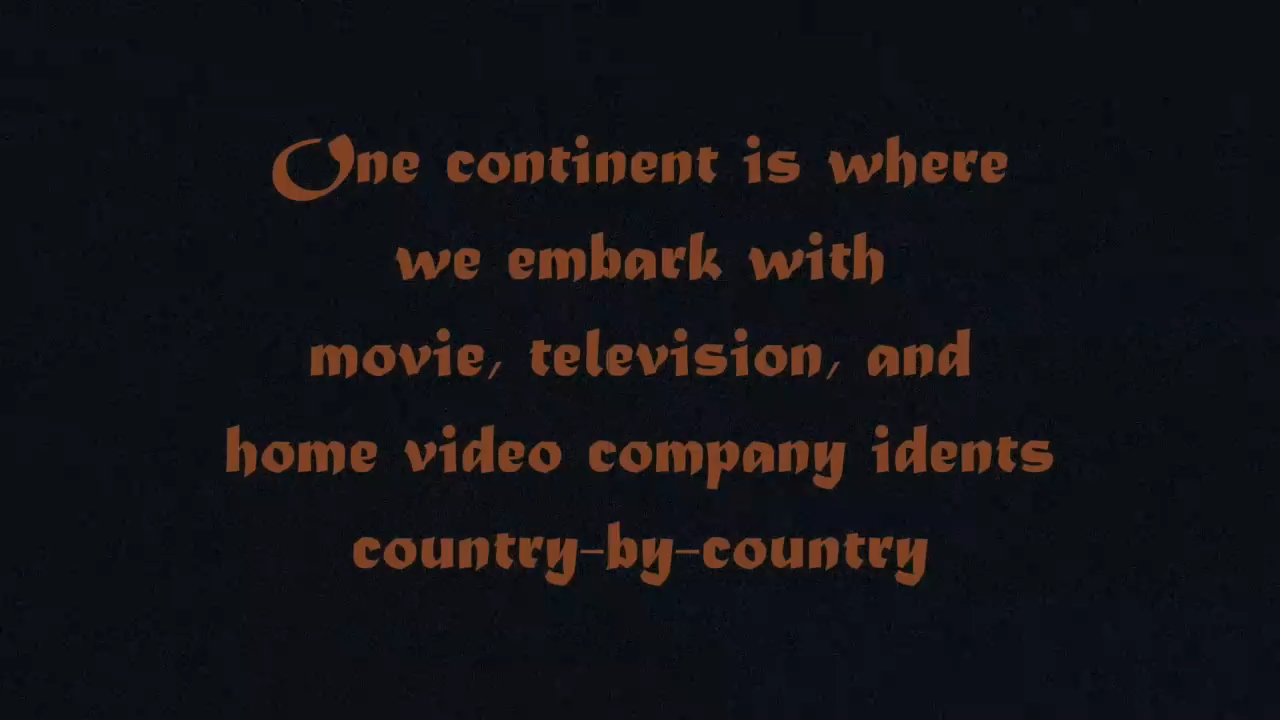 One continent is where
we embark with
movie, television, and
home video company idents
country-by-country